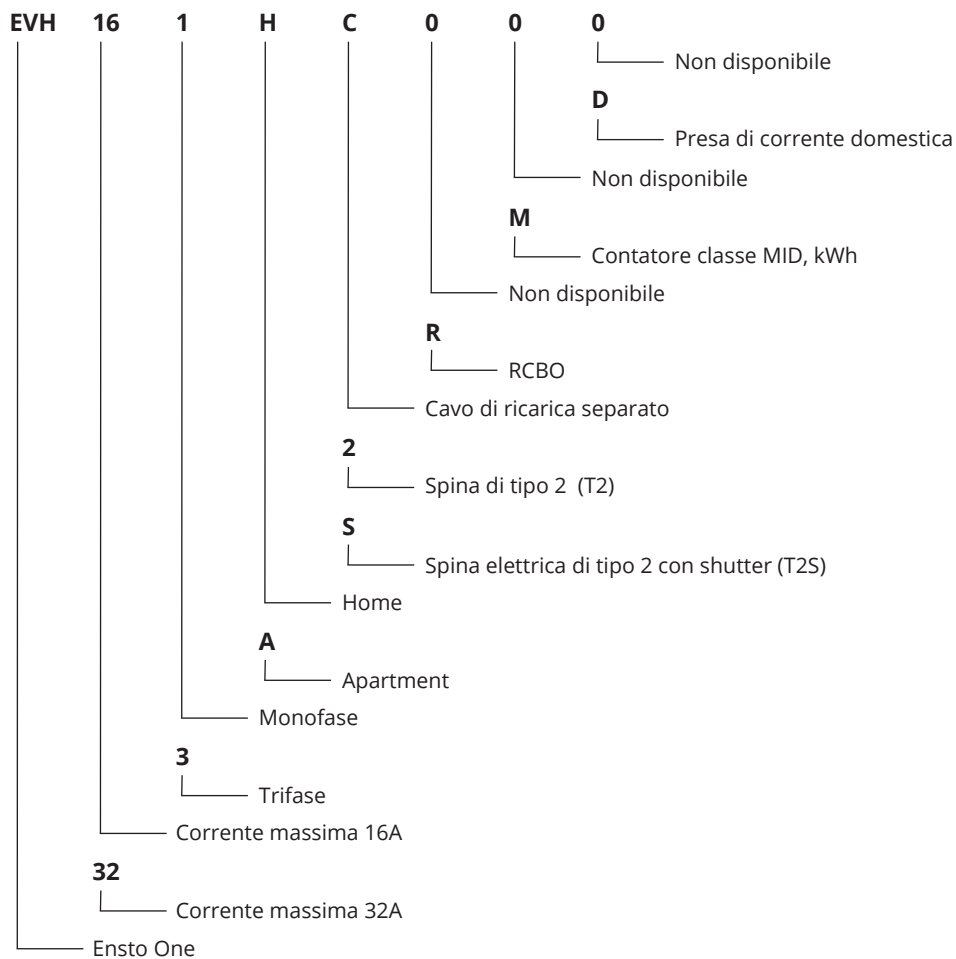 EVH 16 1 H C 0 0 0
Non disponibile
D
Presa di corrente domestica
Non disponibile
M
Contatore classe MID, kWh
Non disponibile
R
RCBO
Cavo di ricarica separato
2
Spina di tipo 2 (T2)
S
Spina elettrica di tipo 2 con shutter (T2S)
Home
A
Apartment
Monofase
3
Trifase
Corrente massima 16A
32
Corrente massima 32A
Ensto One